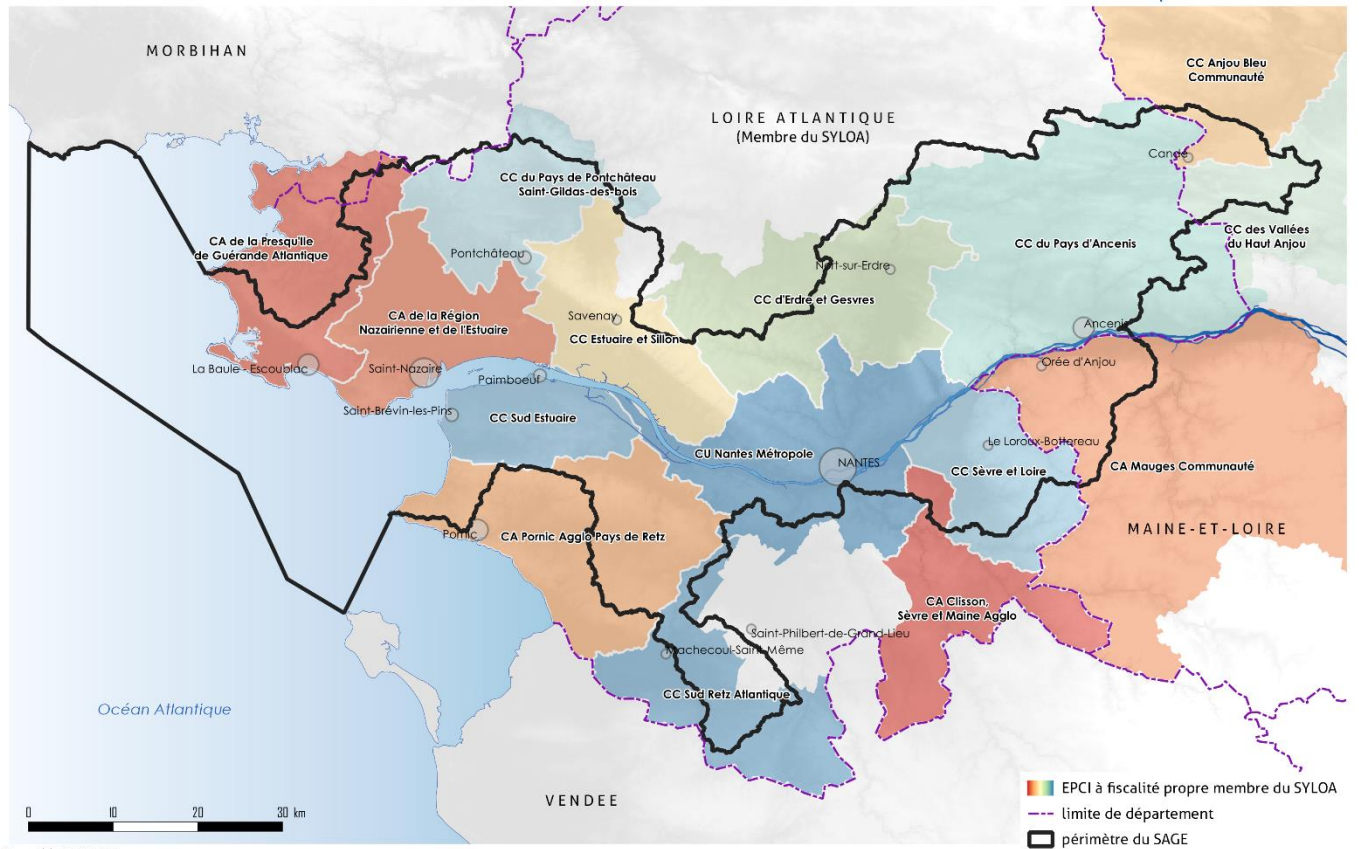 MORBIHAN
CC Anjou Bleu
Communauté
LOIRE ATLANTIQUE
(Membre du SYLOA)
Candé
CC du Pays de Pontchâteau
Saint-Gildas-des-bois
CA de la Presqu'Ile
de Guérande Atlantique
CC du Pays d'Ancenis
CC des Vallées
du Haut Anjou
Pontchâteau
Nort-sur-Erdre
CC d'Erdre et Gesvres
CA de la Région
Nazairienne et de l'Estuaire
Savenay
CC Estuaire et Sillon
Ancenis
La Baule - Escoublac
Saint-Nazaire
Paimboeuf
Orée d'Anjou
Saint-Brévin-les-Pins
CC Sud Estuaire
Le Loroux-Bottereau
CU Nantes Métropole
NANTES
CC Sèvre et Loire
CA Mauges Communauté
MAINE-ET-LOIRE
Pornic
CA Pornic Agglo Pays de Retz
CA Clisson,
Sèvre et Maine Agglo
Saint-Philbert-de-Grand-Lieu
Machecoul-Saint-Même
CC Sud Retz Atlantique
Océan Atlantique
VENDEE
0 10 20 30 km
EPCI à fiscalité propre membre du SYLOA
limite de département
périmètre du SAGE